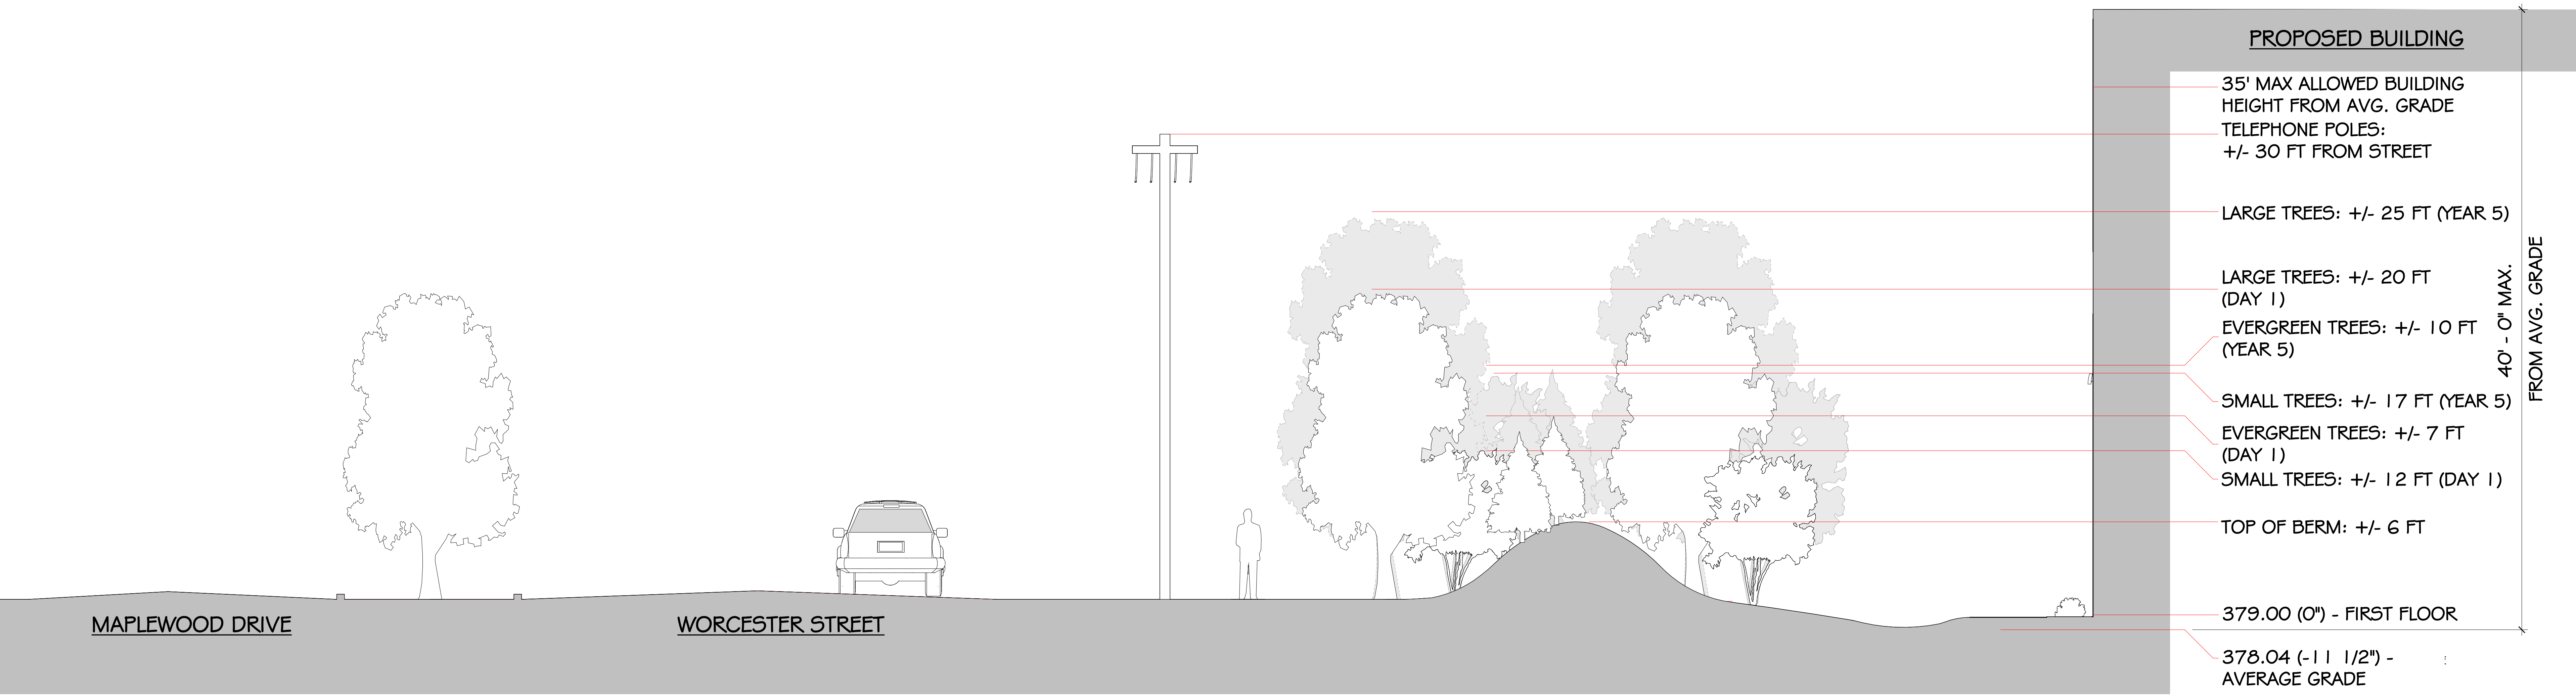 PROPOSED BUILDING
35' MAX ALLOWED BUILDING
HEIGHT FROM AVG. GRADE
TELEPHONE POLES:
+/- 30 FT FROM STREET
LARGE TREES: +/- 25 FT (YEAR 5)
LARGE TREES: +/- 20 FT
(DAY 1)
EVERGREEN TREES: +/- 10 FT
(YEAR 5)
SMALL TREES: +/- 17 FT (YEAR 5)
EVERGREEN TREES: +/- 7 FT
(DAY 1)
SMALL TREES: +/- 12 FT (DAY 1)
TOP OF BERM: +/- 6 FT
379.00 (0") - FIRST FLOOR
378.04 (-11 1/2") -
AVERAGE GRADE
40' - 0" MAX.
FROM AVG. GRADE
MAPLEWOOD DRIVE
WORCESTER STREET